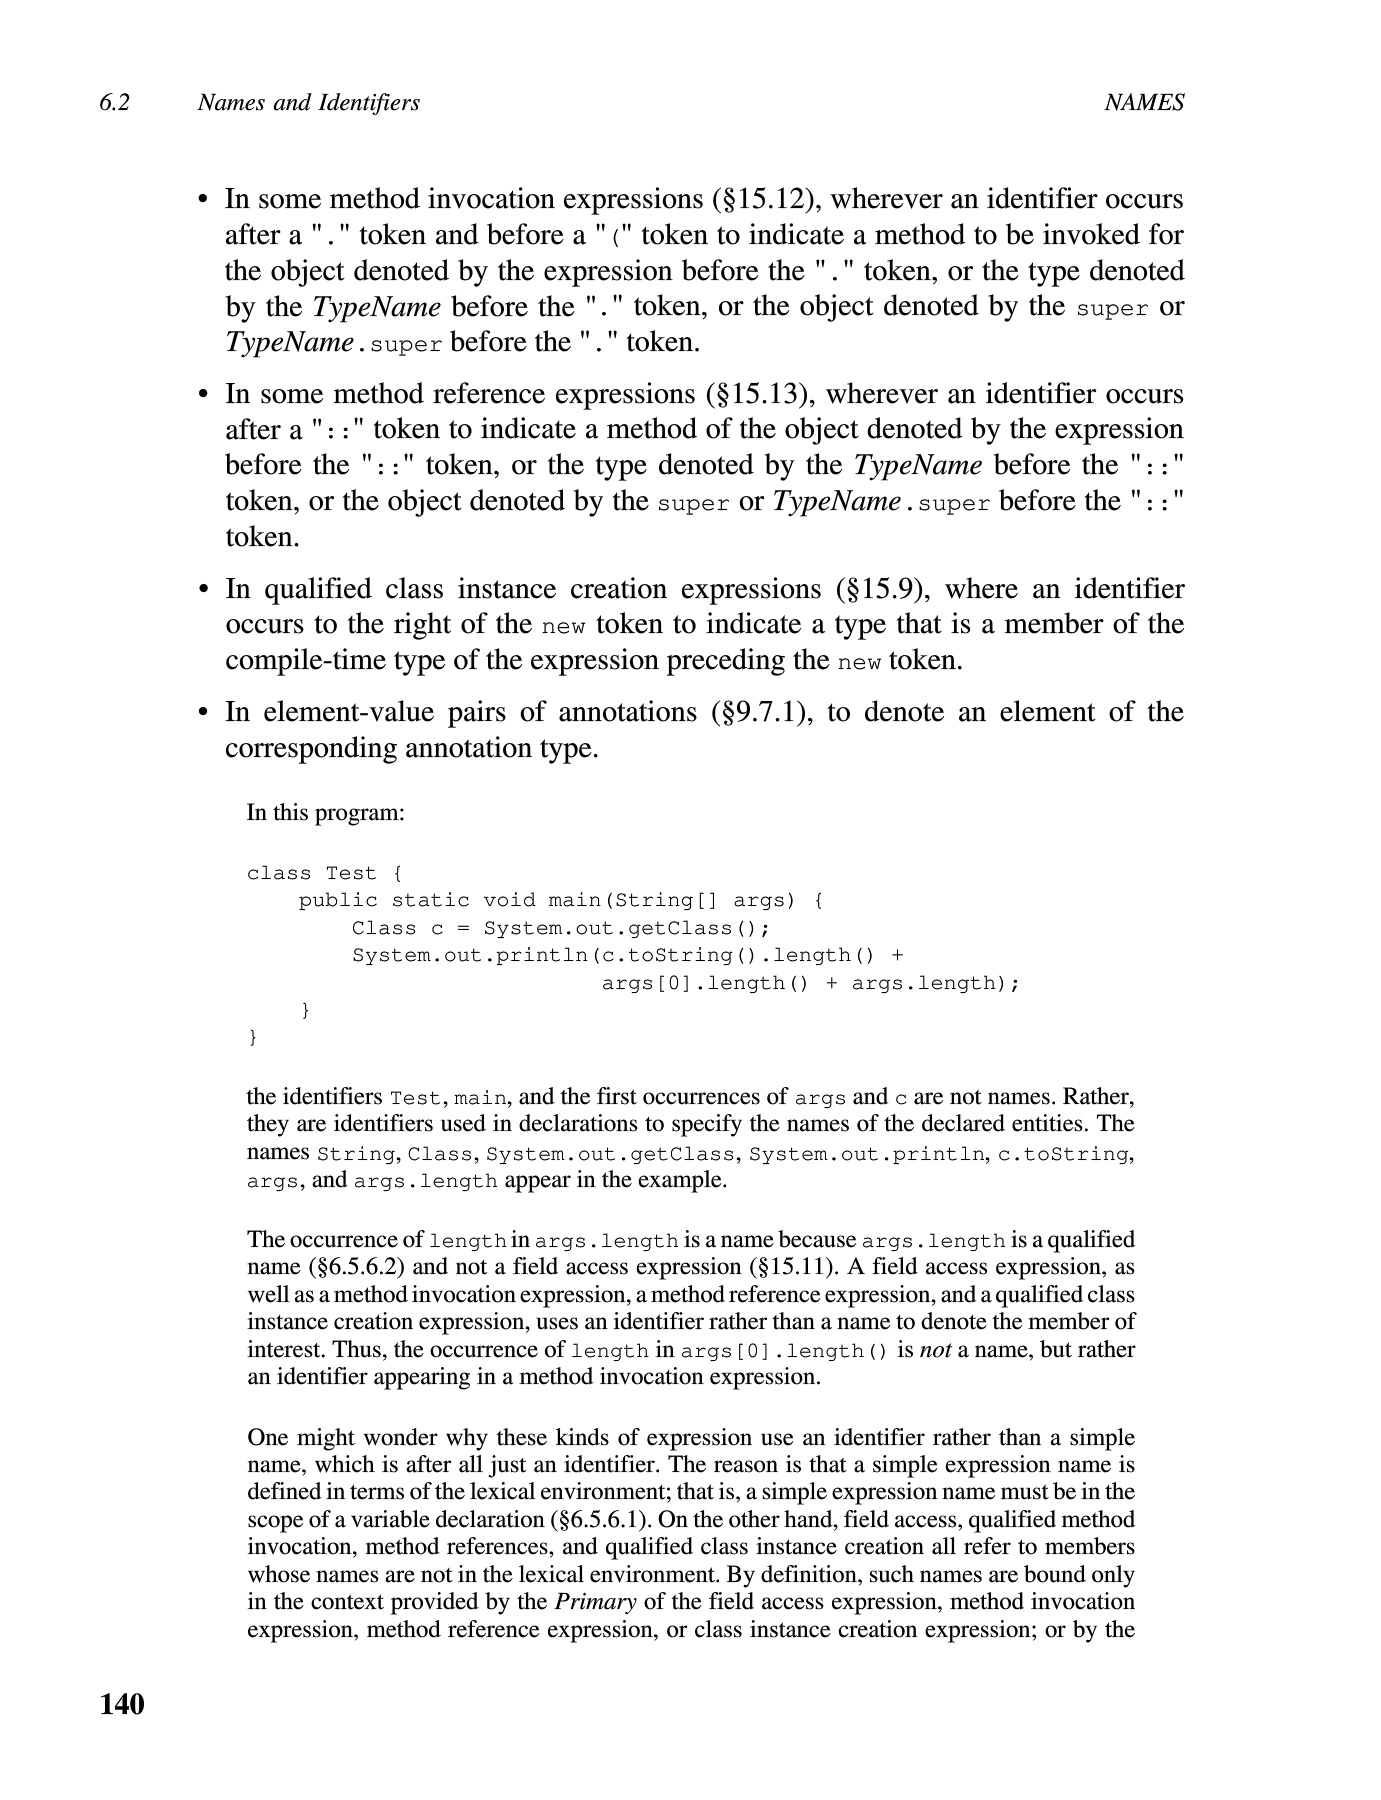 6.2 Names and Identifiers NAMES
• In some method invocation expressions (§15.12), wherever an identifier occurs
after a "." token and before a "(" token to indicate a method to be invoked for
the object denoted by the expression before the "." token, or the type denoted
by the TypeName before the "." token, or the object denoted by the super or
TypeName.super before the "." token.
• In some method reference expressions (§15.13), wherever an identifier occurs
after a "::" token to indicate a method of the object denoted by the expression
before the "::" token, or the type denoted by the TypeName before the "::"
token, or the object denoted by the super or TypeName.super before the "::"
token.
• In qualified class instance creation expressions (§15.9), where an identifier
occurs to the right of the new token to indicate a type that is a member of the
compile-time type of the expression preceding the new token.
• In element-value pairs of annotations (§9.7.1), to denote an element of the
corresponding annotation type.
In this program:
class Test {
    public static void main(String[] args) {
        Class c = System.out.getClass();
        System.out.println(c.toString().length() +
                           args[0].length() + args.length);
    }
}
the identifiers Test, main, and the first occurrences of args and c are not names. Rather,
they are identifiers used in declarations to specify the names of the declared entities. The
names String, Class, System.out.getClass, System.out.println, c.toString,
args, and args.length appear in the example.
The occurrence of length in args.length is a name because args.length is a qualified
name (§6.5.6.2) and not a field access expression (§15.11). A field access expression, as
well as a method invocation expression, a method reference expression, and a qualified class
instance creation expression, uses an identifier rather than a name to denote the member of
interest. Thus, the occurrence of length in args[0].length() is not a name, but rather
an identifier appearing in a method invocation expression.
One might wonder why these kinds of expression use an identifier rather than a simple
name, which is after all just an identifier. The reason is that a simple expression name is
defined in terms of the lexical environment; that is, a simple expression name must be in the
scope of a variable declaration (§6.5.6.1). On the other hand, field access, qualified method
invocation, method references, and qualified class instance creation all refer to members
whose names are not in the lexical environment. By definition, such names are bound only
in the context provided by the Primary of the field access expression, method invocation
expression, method reference expression, or class instance creation expression; or by the
140